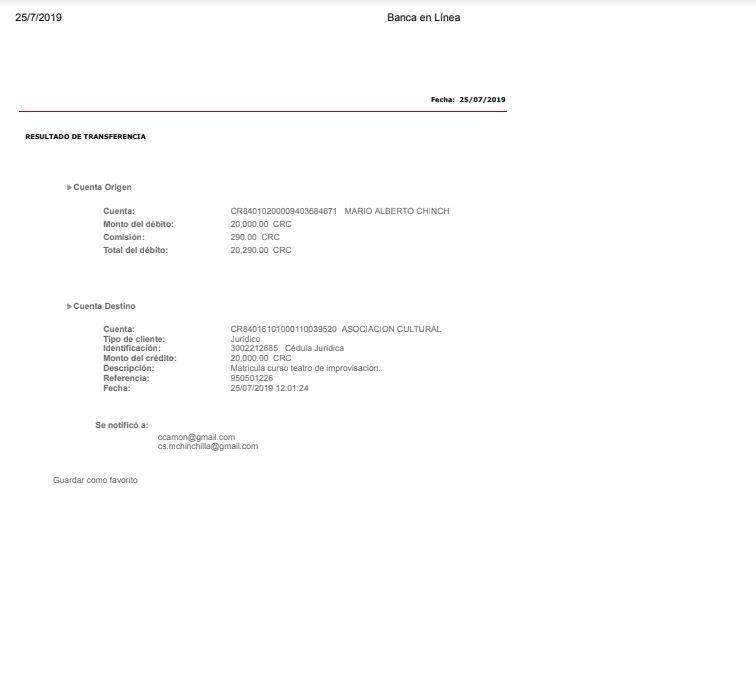 25/7/2019 Banca en Línea
Fecha: 25/07/2019
RESULTADO DE TRANSFERENCIA
Cuenta Origen
Cuenta: CR84010200009403684671 MARIO ALBERTO CHINCH
Monto del débito: 20,000.00 CRC
Comisión: 290.00 CRC
Total del débito: 20,290.00 CRC
Cuenta Destino
Cuenta: CR84016101000110039520 ASOCIACION CULTURAL
Tipo de cliente: Jurídico
Identificación: 3002212685 Cédula Jurídica
Monto del crédito: 20,000.00 CRC
Descripción: Matricula curso teatro de improvisacion.
Referencia: 950501226
Fecha: 25/07/2019 12:01:24
Se notificó a:
ccamon@gmail.com
cs.mchinchilla@gmail.com
Guardar como favorito